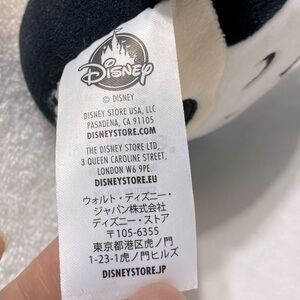 Disney
© DISNEY
DISNEY STORE USA, LLC
PASADENA, CA 91105
DISNEYSTORE.COM
THE DISNEY STORE LTD,
3 QUEEN CAROLINE STREET,
LONDON W6 9PE.
DISNEYSTORE.EU
ウォルト・ディズニー・
ジャパン株式会社
ディズニー・ストア
〒105-6355
東京都港区虎ノ門
1-23-1虎ノ門ヒルズ
DISNEYSTORE.JP